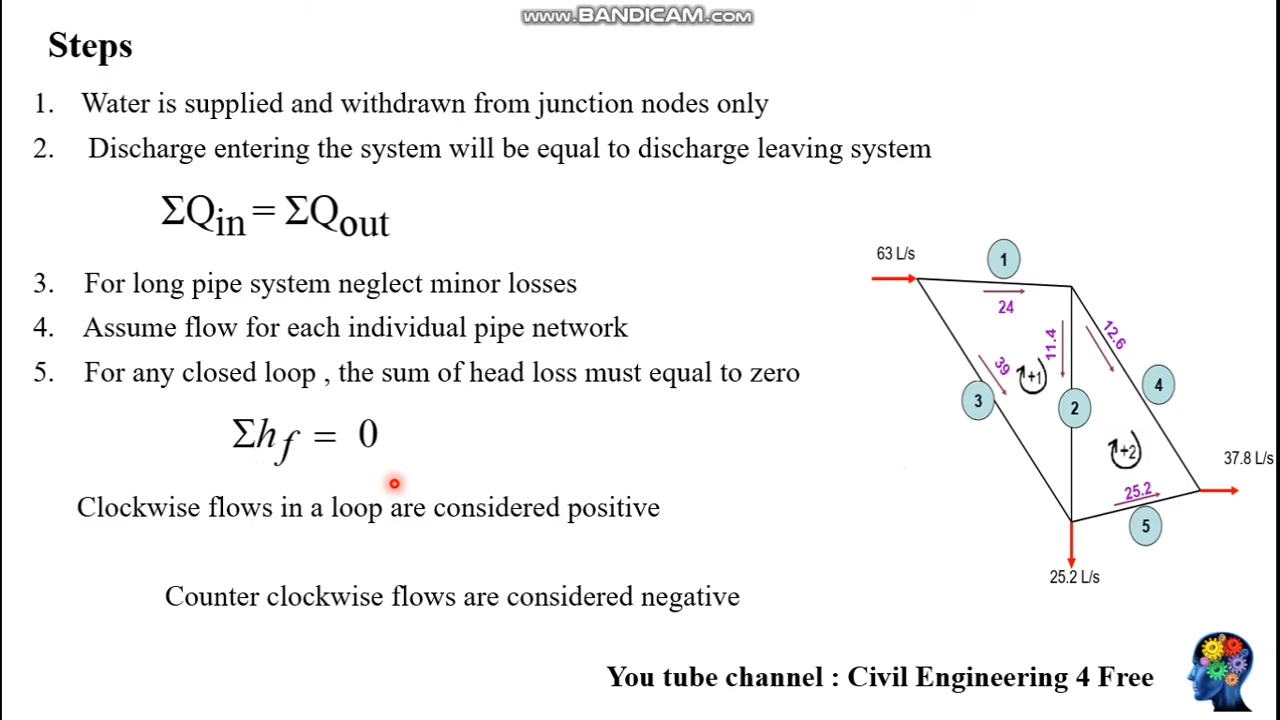 www.BANDICAM.com
Steps
1. Water is supplied and withdrawn from junction nodes only
2. Discharge entering the system will be equal to discharge leaving system
ΣQin = ΣQout
3. For long pipe system neglect minor losses
4. Assume flow for each individual pipe network
5. For any closed loop , the sum of head loss must equal to zero
Σhf = 0
Clockwise flows in a loop are considered positive
Counter clockwise flows are considered negative
63 L/s
1
24
11.4
12.6
39
+1
3
2
4
+2
37.8 L/s
25.2
5
25.2 L/s
You tube channel : Civil Engineering 4 Free